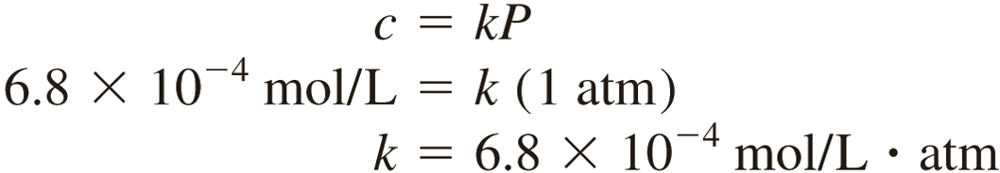 c = kP
6.8 × 10⁻⁴ mol/L = k (1 atm)
k = 6.8 × 10⁻⁴ mol/L · atm